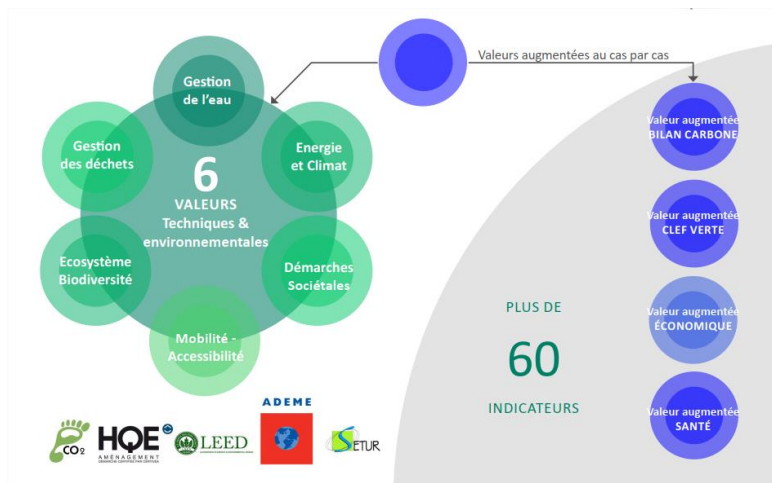 Valeurs augmentées au cas par cas
Gestion
de l'eau
Gestion
des déchets
Energie
et Climat
6
VALEURS
Techniques &
environnementales
Ecosystème
Biodiversité
Démarches
Sociétales
Mobilité -
Accessibilité
Valeur augmentée
BILAN CARBONE
Valeur augmentée
CLEF VERTE
Valeur augmentée
ÉCONOMIQUE
Valeur augmentée
SANTÉ
PLUS DE
60
INDICATEURS
CO2
HQE
AMÉNAGEMENT
LEED
ADEME
SETUR